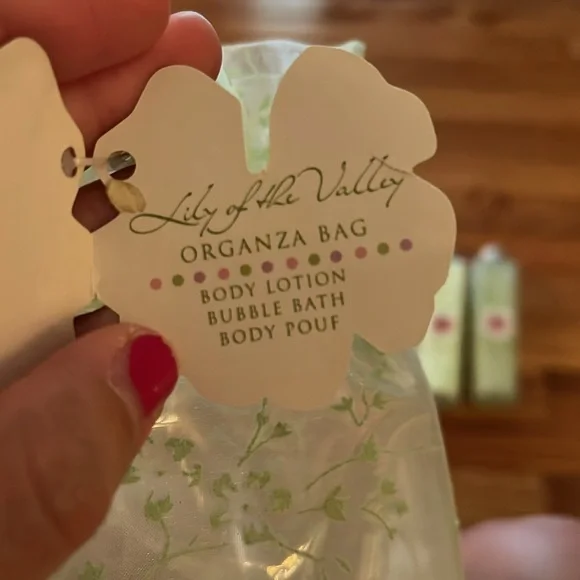 Lily of the Valley
ORGANZA BAG
BODY LOTION
BUBBLE BATH
BODY POUF